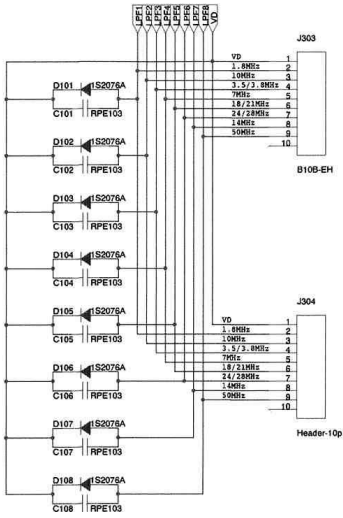 LPF1
LPF2
LPF3
LPF4
LPF5
LPF6
LPF7
LPF8
VD
J303
VD 1
1.8MHz 2
10MHz 3
3.5/3.8MHz 4
7MHz 5
18/21MHz 6
24/28MHz 7
14MHz 8
50MHz 9
10
B10B-EH
D101 1S2076A
C101 RPE103
D102 1S2076A
C102 RPE103
D103 1S2076A
C103 RPE103
D104 1S2076A
C104 RPE103
D105 1S2076A
C105 RPE103
D106 1S2076A
C106 RPE103
D107 1S2076A
C107 RPE103
D108 1S2076A
C108 RPE103
J304
VD 1
1.8MHz 2
10MHz 3
3.5/3.8MHz 4
7MHz 5
18/21MHz 6
24/28MHz 7
14MHz 8
50MHz 9
10
Header-10p